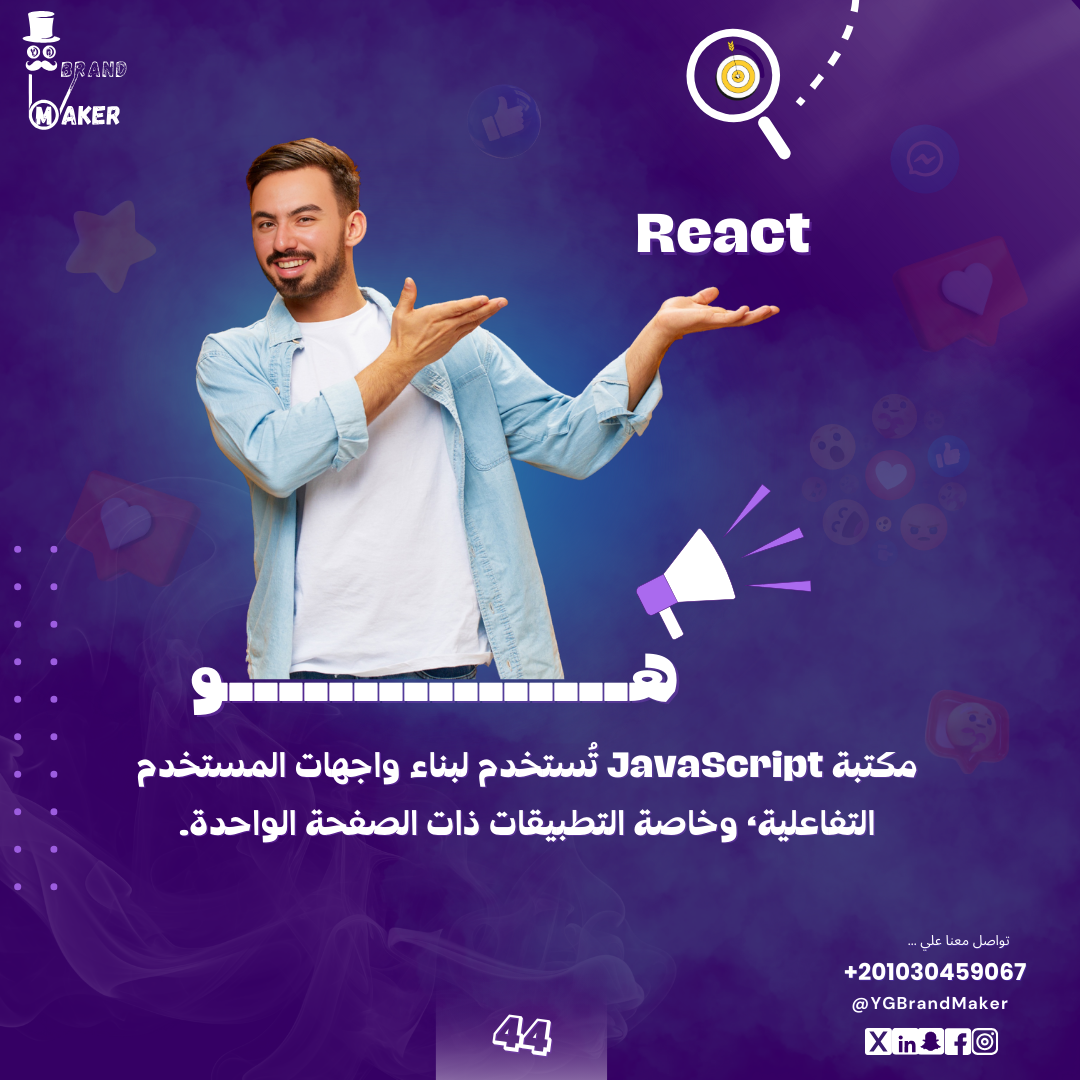 BRAND
MAKER
React
هـــــــــــــــــو
مكتبة JavaScript تُستخدم لبناء واجهات المستخدم
التفاعلية، وخاصة التطبيقات ذات الصفحة الواحدة.
تواصل معنا علي ...
+201030459067
@YGBrandMaker
44